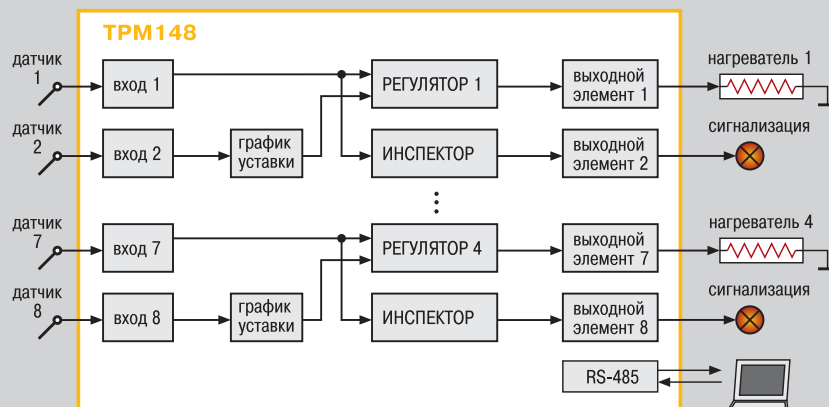 ТРМ148
датчик
1
вход 1
РЕГУЛЯТОР 1
выходной
элемент 1
нагреватель 1
датчик
2
вход 2
график
уставки
ИНСПЕКТОР
выходной
элемент 2
сигнализация
датчик
7
вход 7
РЕГУЛЯТОР 4
выходной
элемент 7
нагреватель 4
датчик
8
вход 8
график
уставки
ИНСПЕКТОР
выходной
элемент 8
сигнализация
RS-485